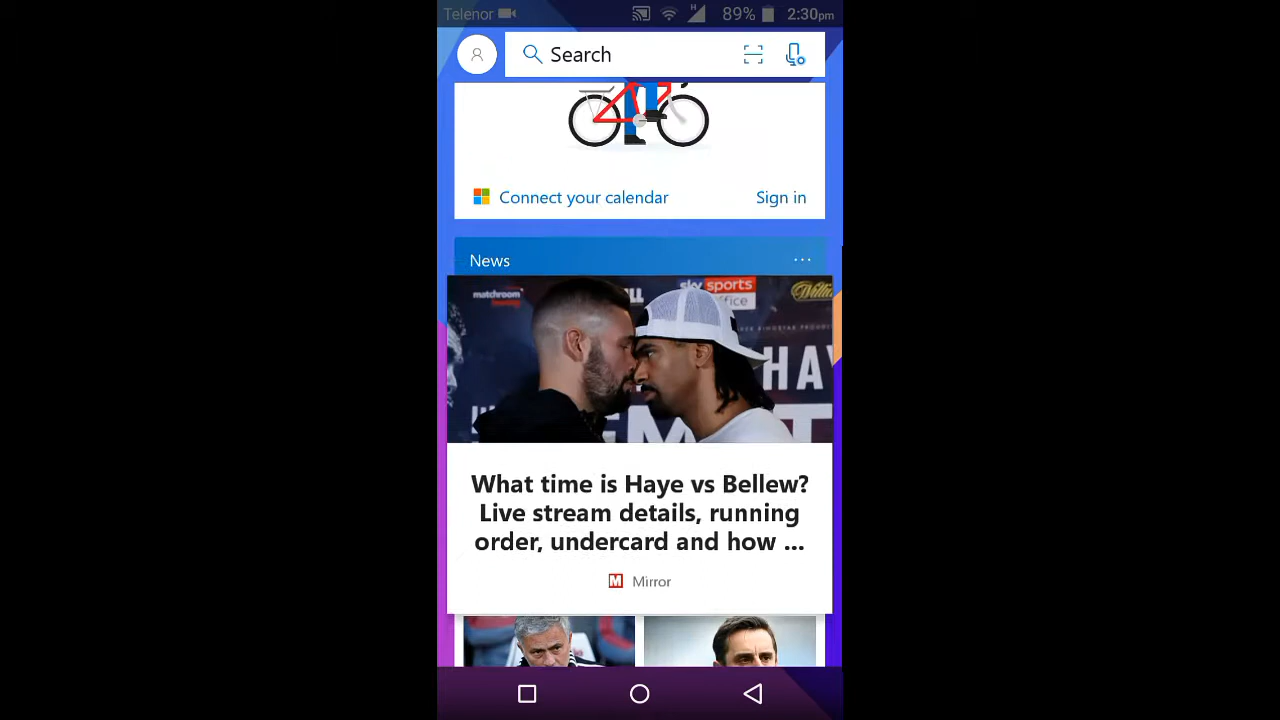 Telenor
H
89%
2:30pm
Search
Connect your calendar
Sign in
News
...
matchroom
sky sports
HAY
What time is Haye vs Bellew?
Live stream details, running
order, undercard and how ...
M Mirror